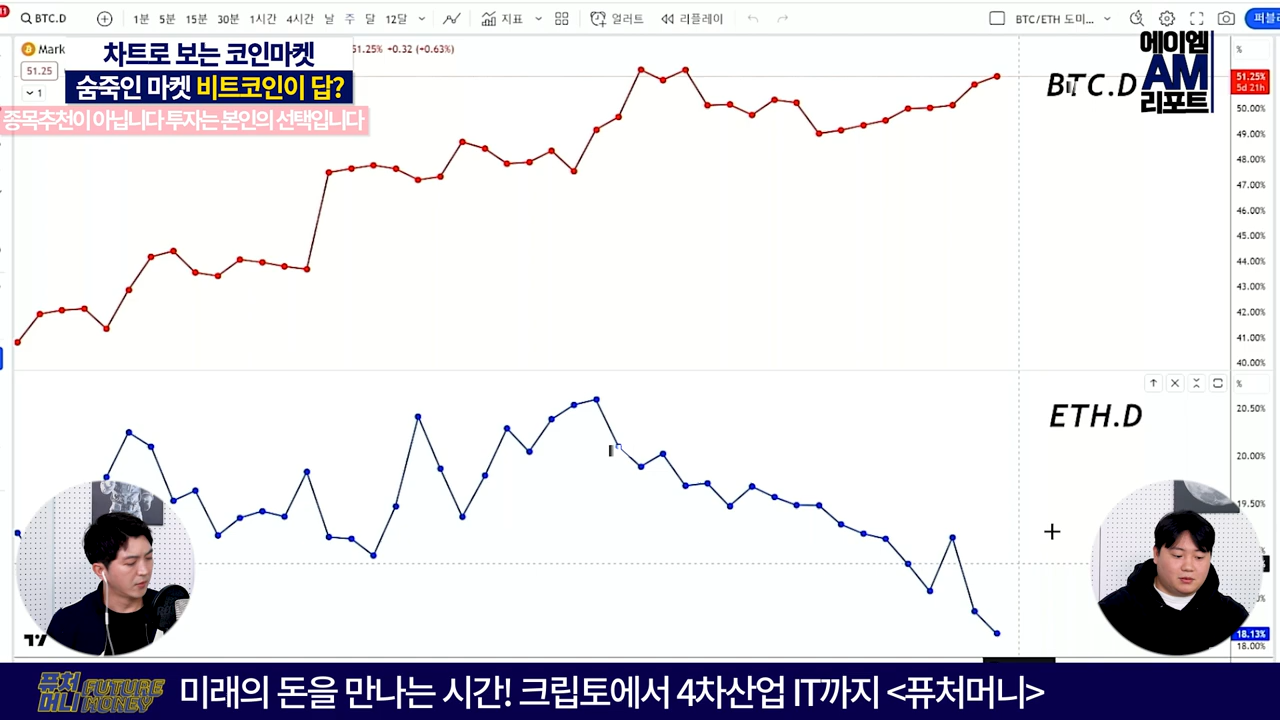 BTC.D
1분 5분 15분 30분 1시간 4시간 날 주 달 12달
지표
얼러트
리플레이
BTC/ETH 도미...
Mark
51.25% +0.32 (+0.63%)
차트로 보는 코인마켓
51.25
숨죽인 마켓 비트코인이 답?
1
종목추천이 아닙니다 투자는 본인의 선택입니다
BTC.D
에이엠
AM
리포트
%
51.25%
5d 21h
50.00%
49.00%
48.00%
47.00%
46.00%
45.00%
44.00%
43.00%
42.00%
41.00%
40.00%
%
ETH.D
20.50%
20.00%
19.50%
18.13%
18.00%
퓨처머니 FUTURE MONEY
미래의 돈을 만나는 시간! 크립토에서 4차산업 IT까지 <퓨처머니>